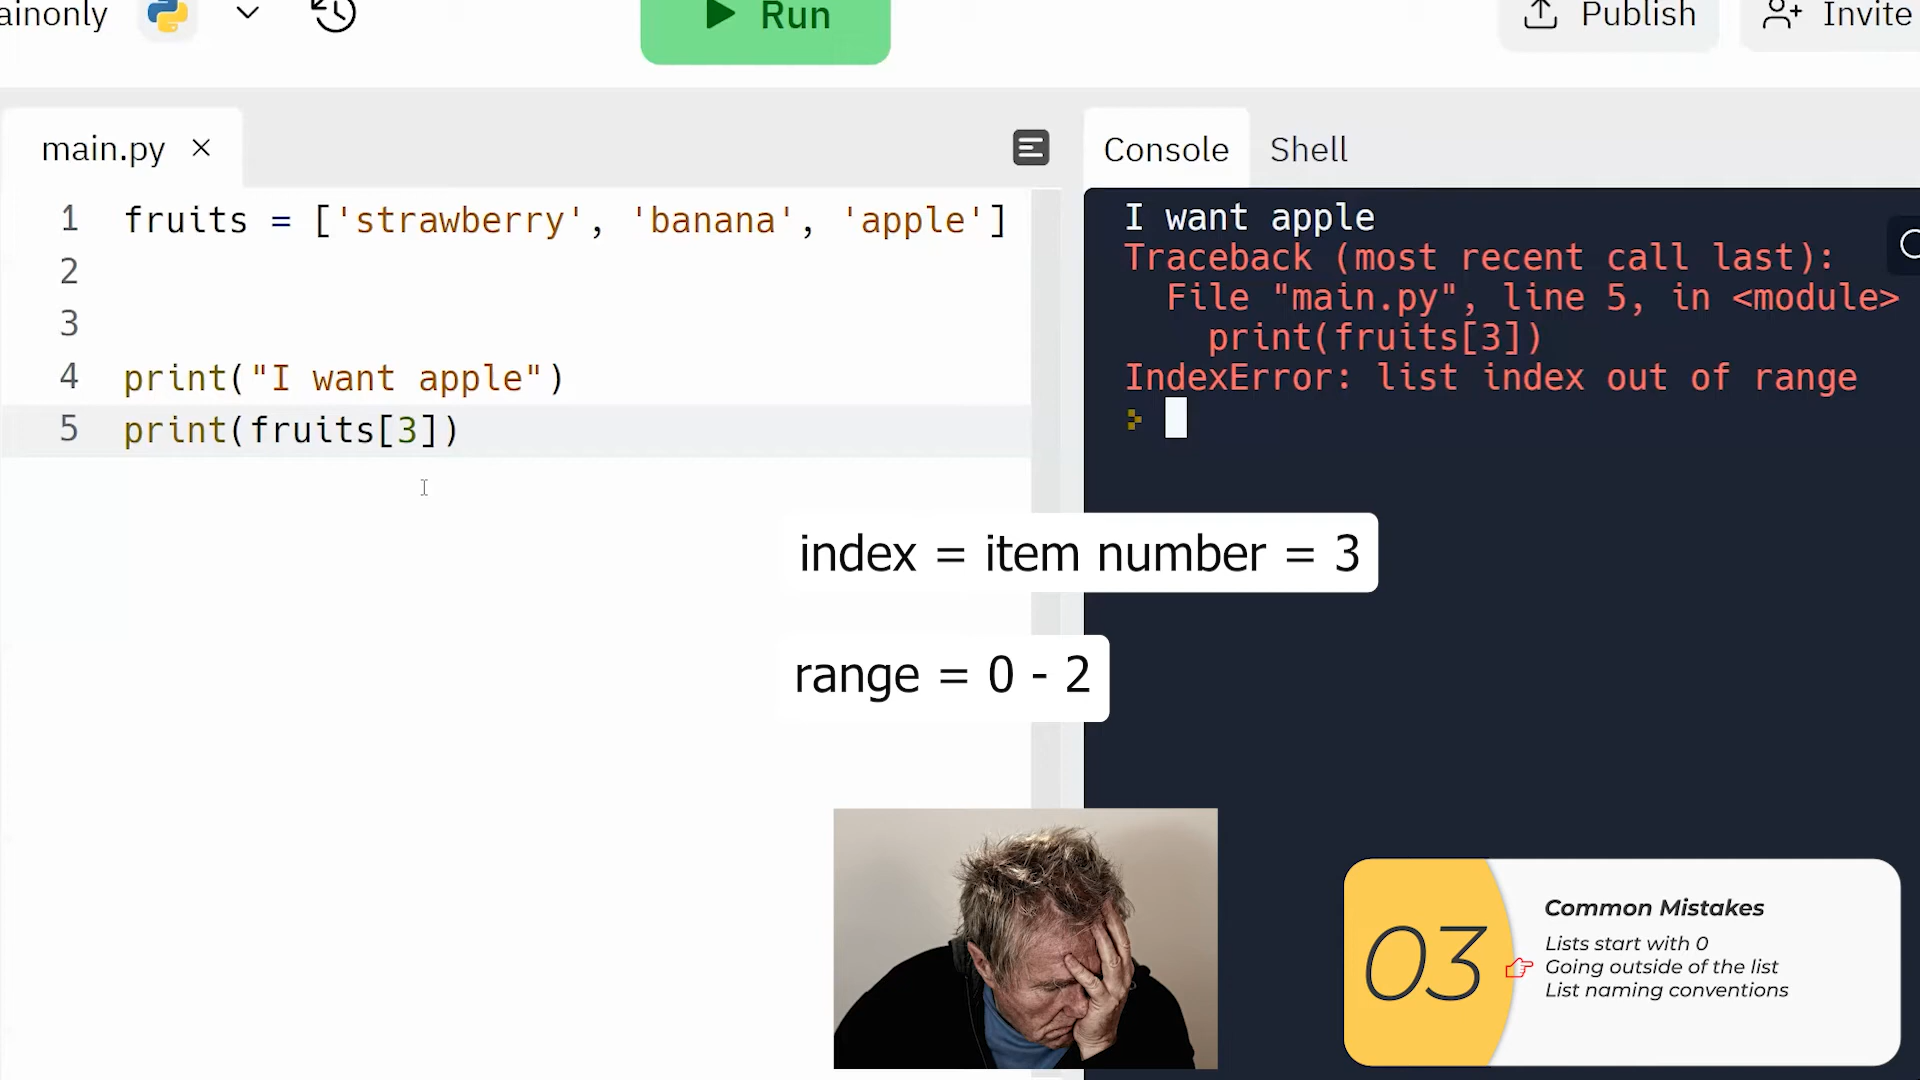 ainonly
Run
Publish
Invite
main.py ×
Console
Shell
1 fruits = ['strawberry', 'banana', 'apple']
2
3
4 print("I want apple")
5 print(fruits[3])
I want apple
Traceback (most recent call last):
File "main.py", line 5, in <module>
print(fruits[3])
IndexError: list index out of range
index = item number = 3
range = 0 - 2
03
Common Mistakes
Lists start with 0
Going outside of the list
List naming conventions